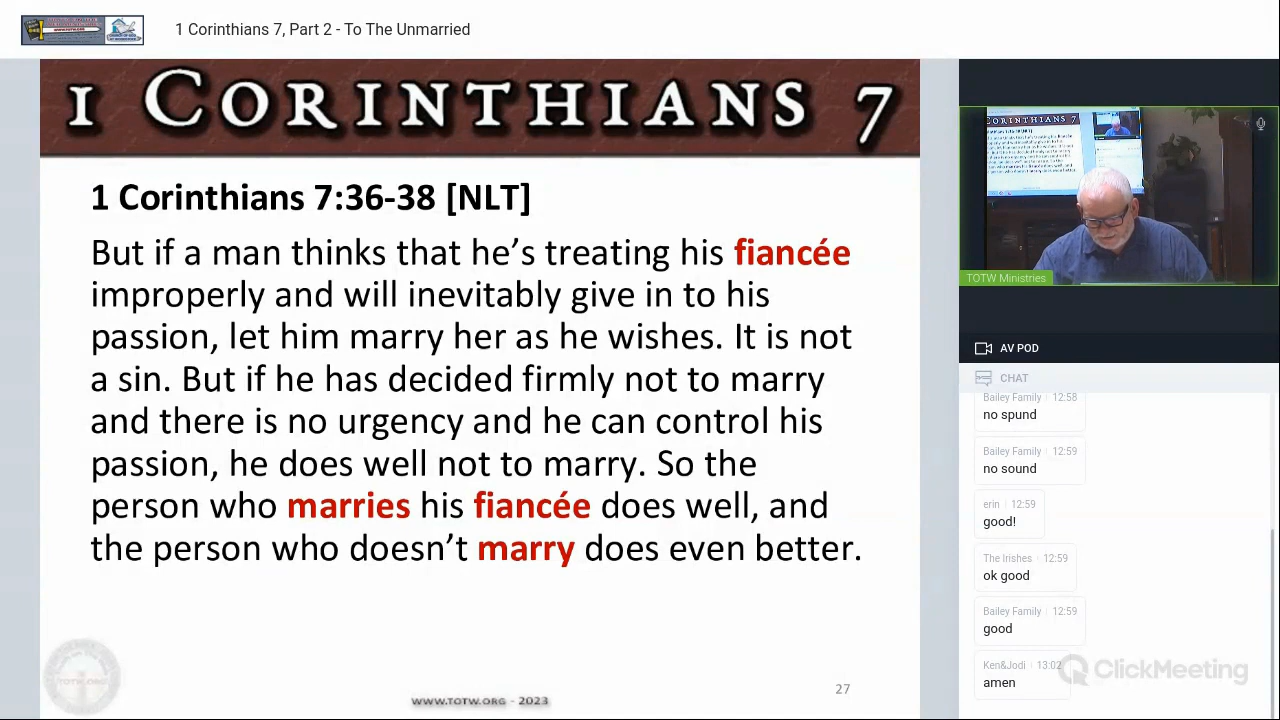 1 Corinthians 7, Part 2 - To The Unmarried
1 CORINTHIANS 7
1 Corinthians 7:36-38 [NLT]
But if a man thinks that he’s treating his fiancée
improperly and will inevitably give in to his
passion, let him marry her as he wishes. It is not
a sin. But if he has decided firmly not to marry
and there is no urgency and he can control his
passion, he does well not to marry. So the
person who marries his fiancée does well, and
the person who doesn’t marry does even better.
WWW.TOTW.ORG - 2023
27
CORINTHIANS 7
TOTW Ministries
AV POD
CHAT
Bailey Family 12:58
no spund
Bailey Family 12:59
no sound
erin 12:59
good!
The Irishes 12:59
ok good
Bailey Family 12:59
good
Ken&Jodi 13:02
amen
ClickMeeting